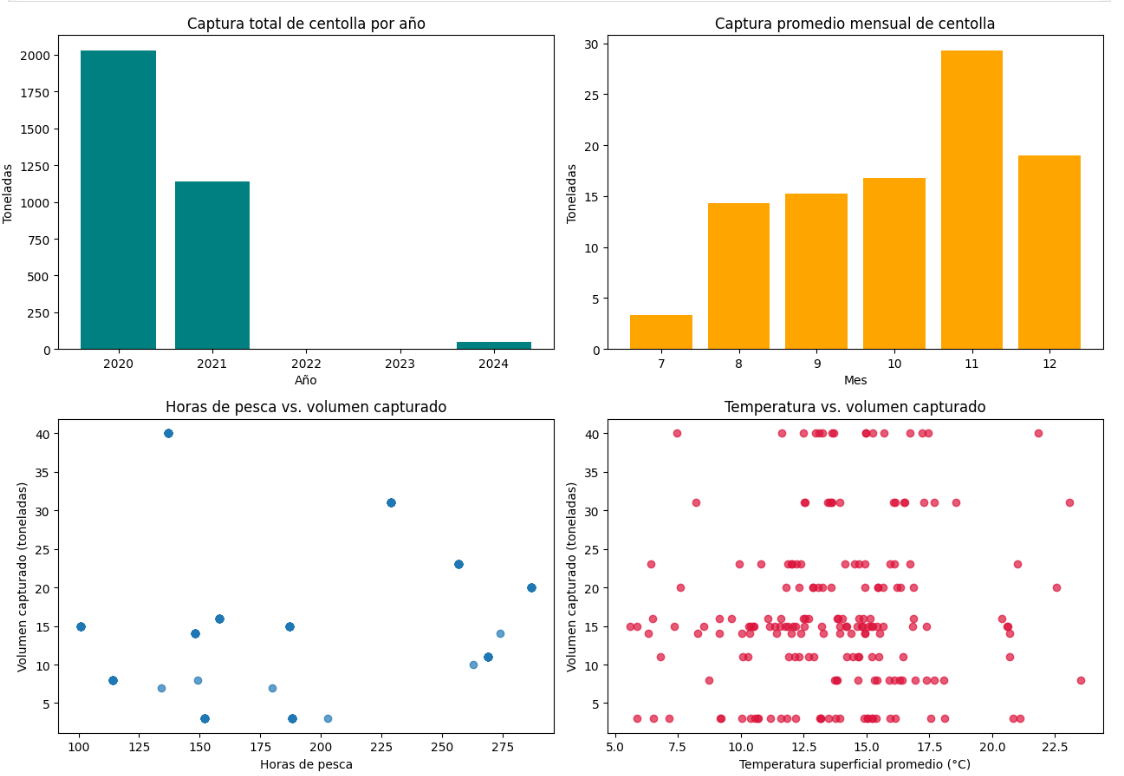 Captura total de centolla por año
2000
1750
1500
1250
1000
750
500
250
0
Toneladas
2020 2021 2022 2023 2024
Año
Captura promedio mensual de centolla
30
25
20
15
10
5
0
Toneladas
7 8 9 10 11 12
Mes
Horas de pesca vs. volumen capturado
40
35
30
25
20
15
10
5
Volumen capturado (toneladas)
100 125 150 175 200 225 250 275
Horas de pesca
Temperatura vs. volumen capturado
40
35
30
25
20
15
10
5
Volumen capturado (toneladas)
5.0 7.5 10.0 12.5 15.0 17.5 20.0 22.5
Temperatura superficial promedio (°C)